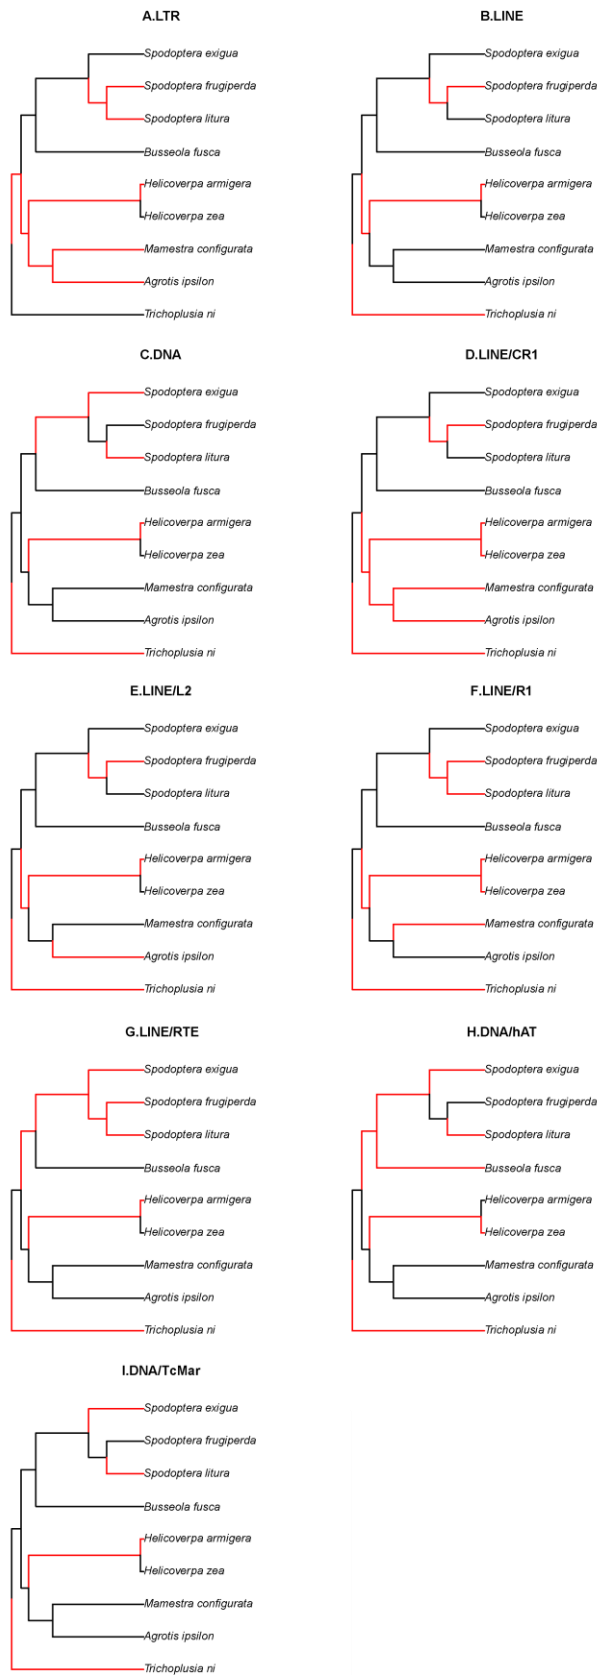 A.LTR
Spodoptera exigua
Spodoptera frugiperda
Spodoptera litura
Busseola fusca
Helicoverpa armigera
Helicoverpa zea
Mamestra configurata
Agrotis ipsilon
Trichoplusia ni
B.LINE
Spodoptera exigua
Spodoptera frugiperda
Spodoptera litura
Busseola fusca
Helicoverpa armigera
Helicoverpa zea
Mamestra configurata
Agrotis ipsilon
Trichoplusia ni
C.DNA
Spodoptera exigua
Spodoptera frugiperda
Spodoptera litura
Busseola fusca
Helicoverpa armigera
Helicoverpa zea
Mamestra configurata
Agrotis ipsilon
Trichoplusia ni
D.LINE/CR1
Spodoptera exigua
Spodoptera frugiperda
Spodoptera litura
Busseola fusca
Helicoverpa armigera
Helicoverpa zea
Mamestra configurata
Agrotis ipsilon
Trichoplusia ni
E.LINE/L2
Spodoptera exigua
Spodoptera frugiperda
Spodoptera litura
Busseola fusca
Helicoverpa armigera
Helicoverpa zea
Mamestra configurata
Agrotis ipsilon
Trichoplusia ni
F.LINE/R1
Spodoptera exigua
Spodoptera frugiperda
Spodoptera litura
Busseola fusca
Helicoverpa armigera
Helicoverpa zea
Mamestra configurata
Agrotis ipsilon
Trichoplusia ni
G.LINE/RTE
Spodoptera exigua
Spodoptera frugiperda
Spodoptera litura
Busseola fusca
Helicoverpa armigera
Helicoverpa zea
Mamestra configurata
Agrotis ipsilon
Trichoplusia ni
H.DNA/hAT
Spodoptera exigua
Spodoptera frugiperda
Spodoptera litura
Busseola fusca
Helicoverpa armigera
Helicoverpa zea
Mamestra configurata
Agrotis ipsilon
Trichoplusia ni
I.DNA/TcMar
Spodoptera exigua
Spodoptera frugiperda
Spodoptera litura
Busseola fusca
Helicoverpa armigera
Helicoverpa zea
Mamestra configurata
Agrotis ipsilon
Trichoplusia ni